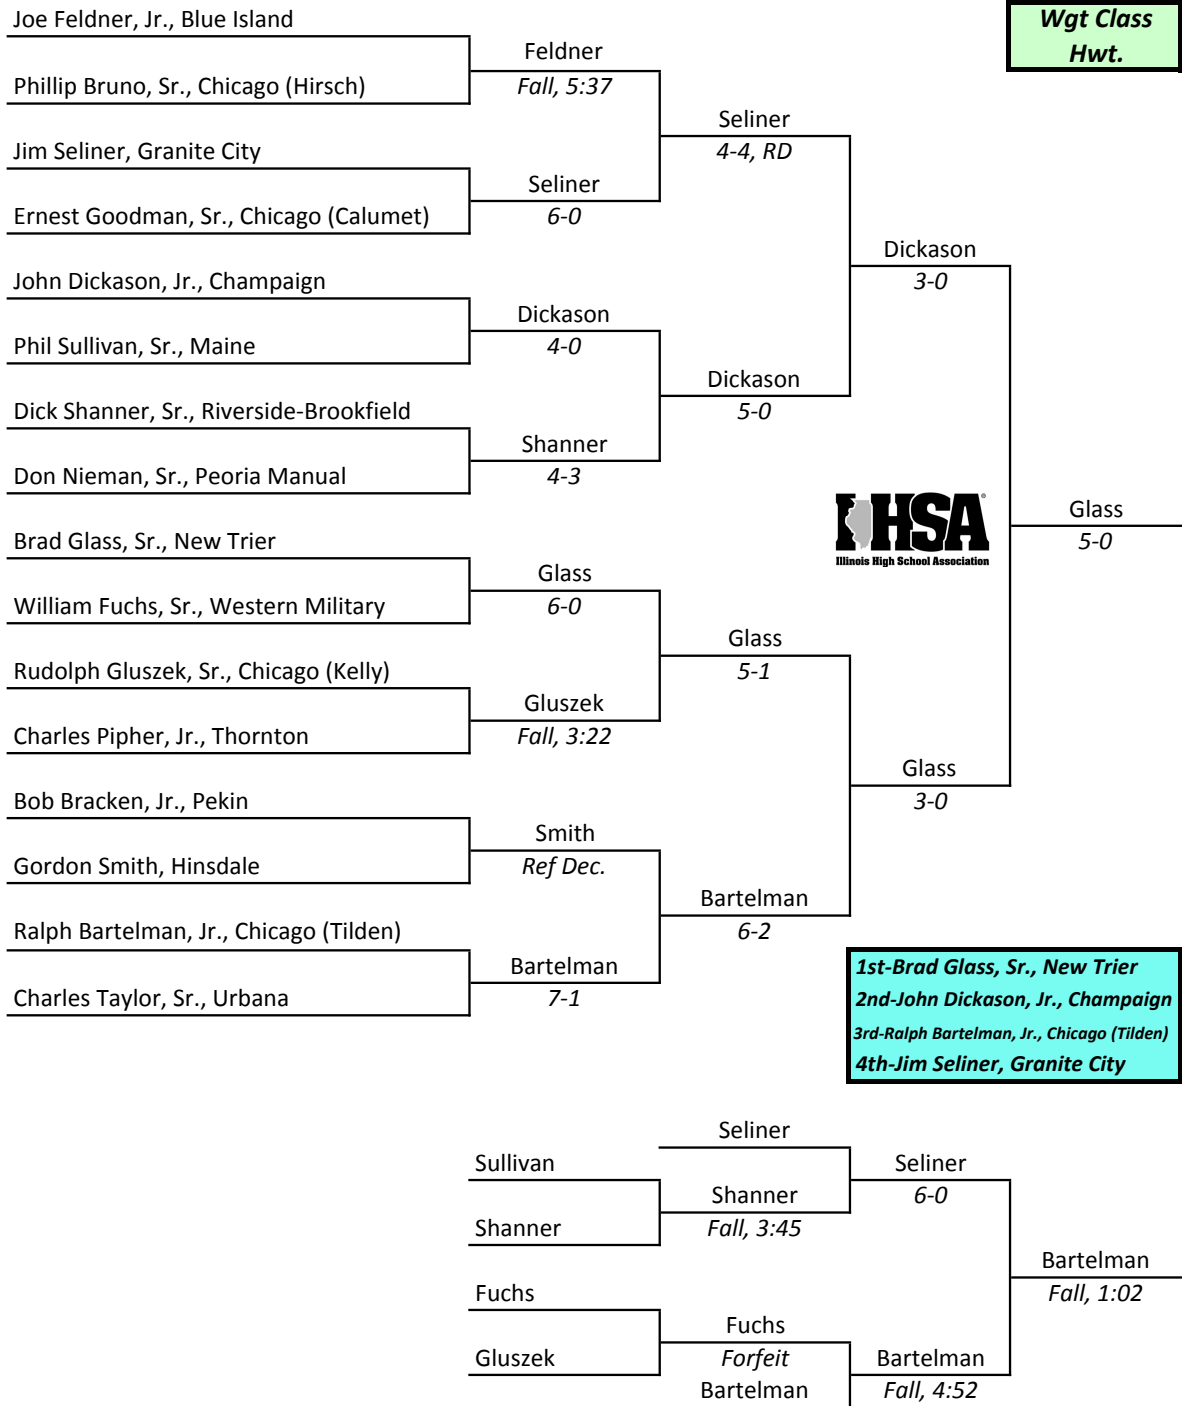 Joe Feldner, Jr., Blue Island
Wgt Class
Hwt.
Feldner
Phillip Bruno, Sr., Chicago (Hirsch)
Fall, 5:37
Seliner
4-4, RD
Jim Seliner, Granite City
Seliner
6-0
Ernest Goodman, Sr., Chicago (Calumet)
Dickason
3-0
John Dickason, Jr., Champaign
Dickason
4-0
Phil Sullivan, Sr., Maine
Dickason
5-0
Dick Shanner, Sr., Riverside-Brookfield
Shanner
4-3
Don Nieman, Sr., Peoria Manual
IHSA®
Illinois High School Association
Glass
5-0
Brad Glass, Sr., New Trier
Glass
6-0
William Fuchs, Sr., Western Military
Glass
5-1
Rudolph Gluszek, Sr., Chicago (Kelly)
Gluszek
Fall, 3:22
Charles Pipher, Jr., Thornton
Glass
3-0
Bob Bracken, Jr., Pekin
Smith
Ref Dec.
Gordon Smith, Hinsdale
Bartelman
6-2
Ralph Bartelman, Jr., Chicago (Tilden)
Bartelman
7-1
Charles Taylor, Sr., Urbana
1st-Brad Glass, Sr., New Trier
2nd-John Dickason, Jr., Champaign
3rd-Ralph Bartelman, Jr., Chicago (Tilden)
4th-Jim Seliner, Granite City
Seliner
Sullivan
Seliner
6-0
Shanner
Fall, 3:45
Shanner
Bartelman
Fall, 1:02
Fuchs
Fuchs
Forfeit
Gluszek
Bartelman
Fall, 4:52
Bartelman